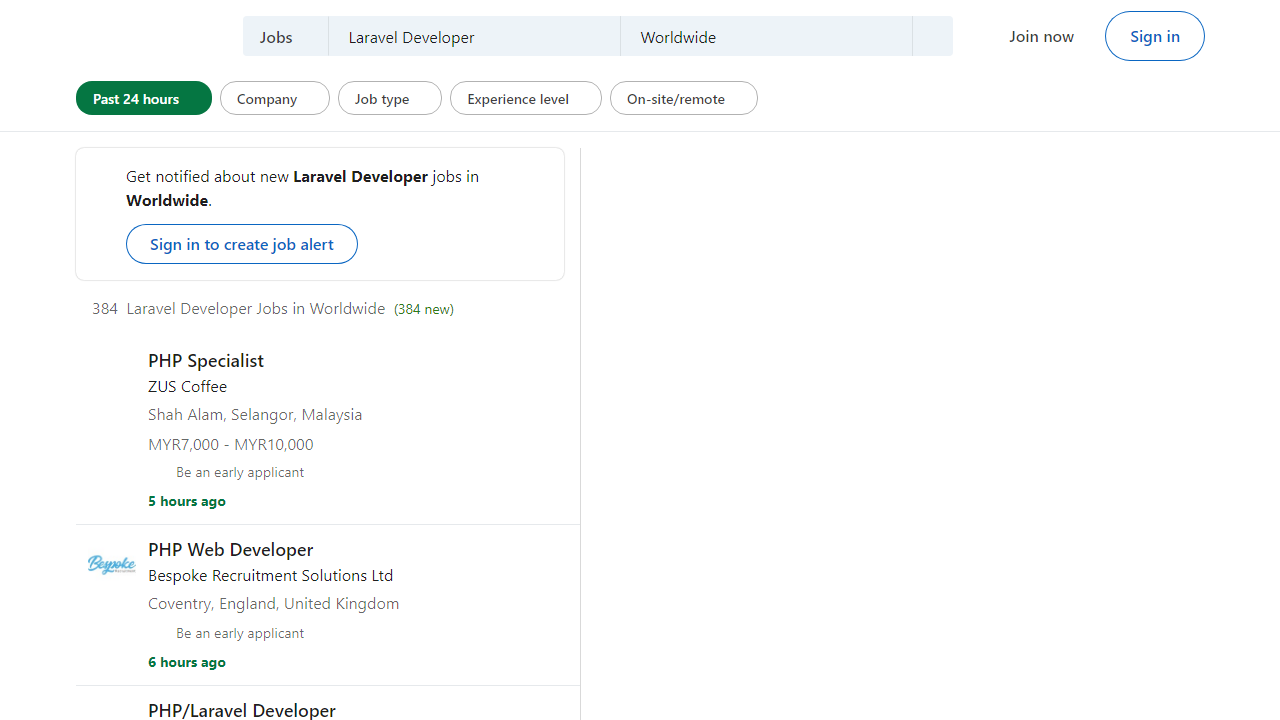 Jobs
Laravel Developer
Worldwide
Join now
Sign in
Past 24 hours
Company
Job type
Experience level
On-site/remote
Get notified about new Laravel Developer jobs in
Worldwide.
Sign in to create job alert
384 Laravel Developer Jobs in Worldwide (384 new)
PHP Specialist
ZUS Coffee
Shah Alam, Selangor, Malaysia
MYR7,000 - MYR10,000
Be an early applicant
5 hours ago
Bespoke
PHP Web Developer
Bespoke Recruitment Solutions Ltd
Coventry, England, United Kingdom
Be an early applicant
6 hours ago
PHP/Laravel Developer